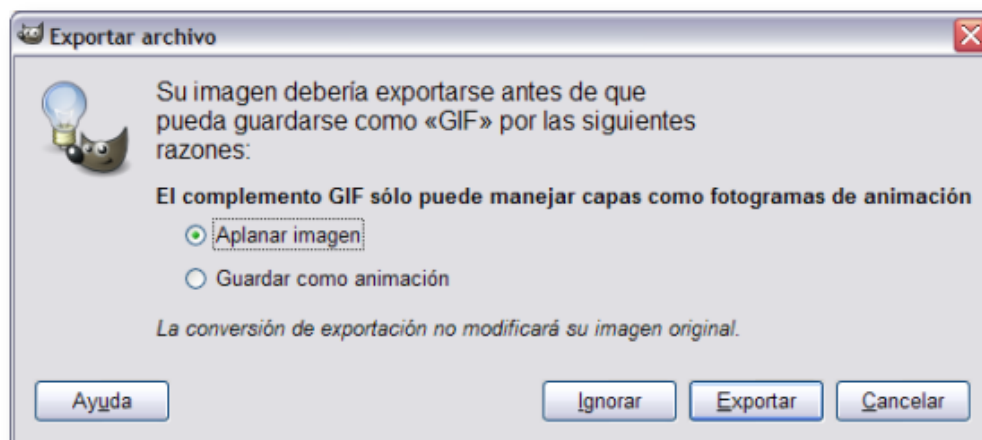 Exportar archivo
Su imagen debería exportarse antes de que
pueda guardarse como «GIF» por las siguientes
razones:
El complemento GIF sólo puede manejar capas como fotogramas de animación
Aplanar imagen
Guardar como animación
La conversión de exportación no modificará su imagen original.
Ayuda
Ignorar
Exportar
Cancelar